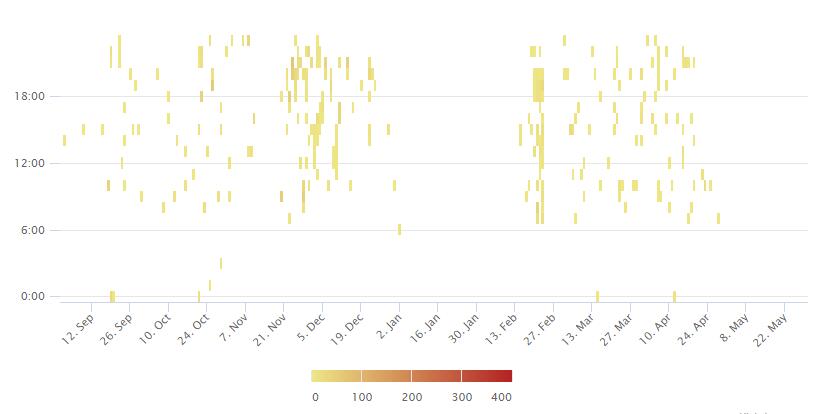 18:00
12:00
6:00
0:00
12. Sep
26. Sep
10. Oct
24. Oct
7. Nov
21. Nov
5. Dec
19. Dec
2. Jan
16. Jan
30. Jan
13. Feb
27. Feb
13. Mar
27. Mar
10. Apr
24. Apr
8. May
22. May
0 100 200 300 400